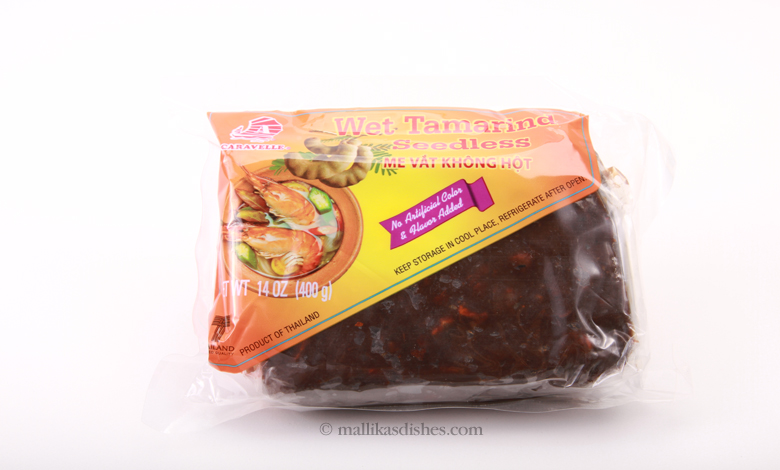 CARAVELLE
Wet Tamarind
Seedless
ME VẮT KHÔNG HỘT
No Artificial Color
& Flavor Added
KEEP STORAGE IN COOL PLACE, REFRIGERATE AFTER OPEN
WT 14 OZ (400 g)
PRODUCT OF THAILAND
© mallikasdishes.com